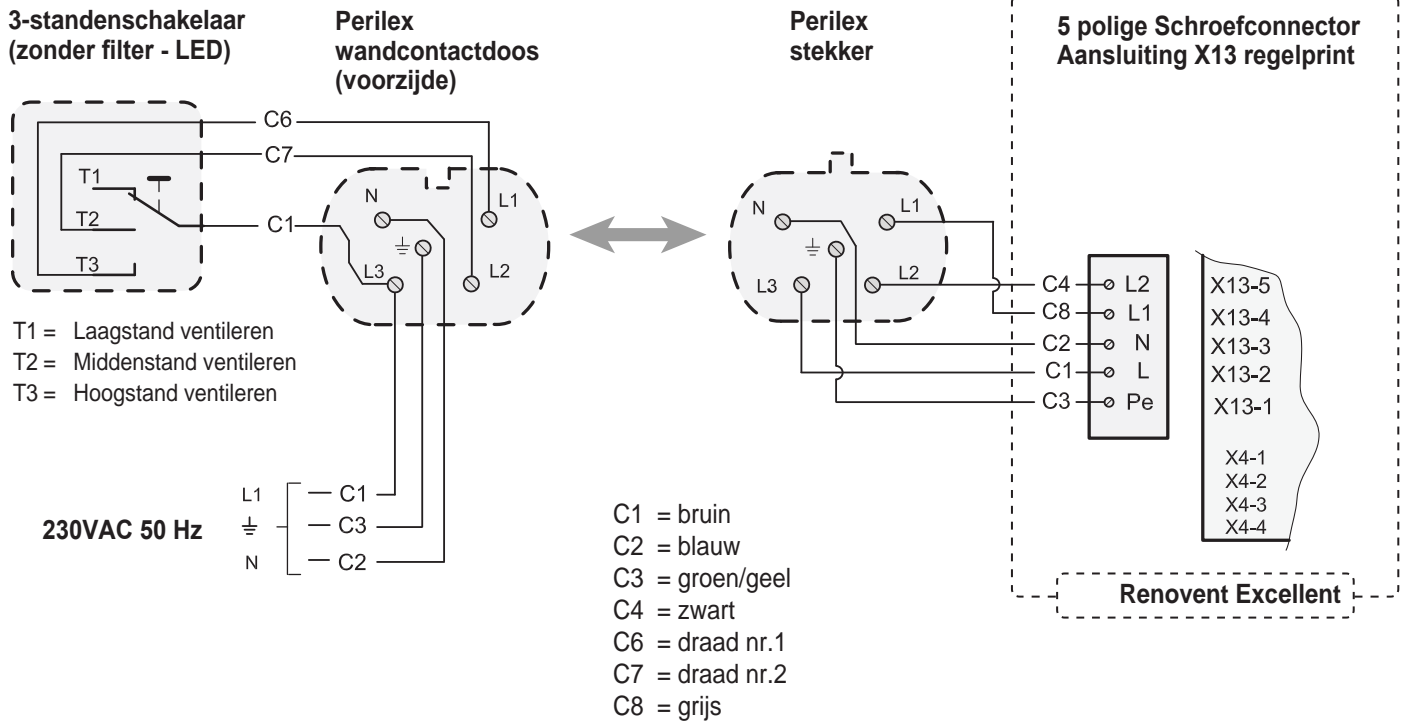 3-standenschakelaar
(zonder filter - LED)
Perilex
wandcontactdoos
(voorzijde)
Perilex
stekker
5 polige Schroefconnector
Aansluiting X13 regelprint
C6
C7
C1
T1
T2
T3
N
L1
L3
L2
N
L1
L3
L2
C4
C8
C2
C1
C3
L2
L1
N
L
Pe
X13-5
X13-4
X13-3
X13-2
X13-1
X4-1
X4-2
X4-3
X4-4
T1 = Laagstand ventileren
T2 = Middenstand ventileren
T3 = Hoogstand ventileren
230VAC 50 Hz
L1
N
C1
C3
C2
C1 = bruin
C2 = blauw
C3 = groen/geel
C4 = zwart
C6 = draad nr.1
C7 = draad nr.2
C8 = grijs
Renovent Excellent